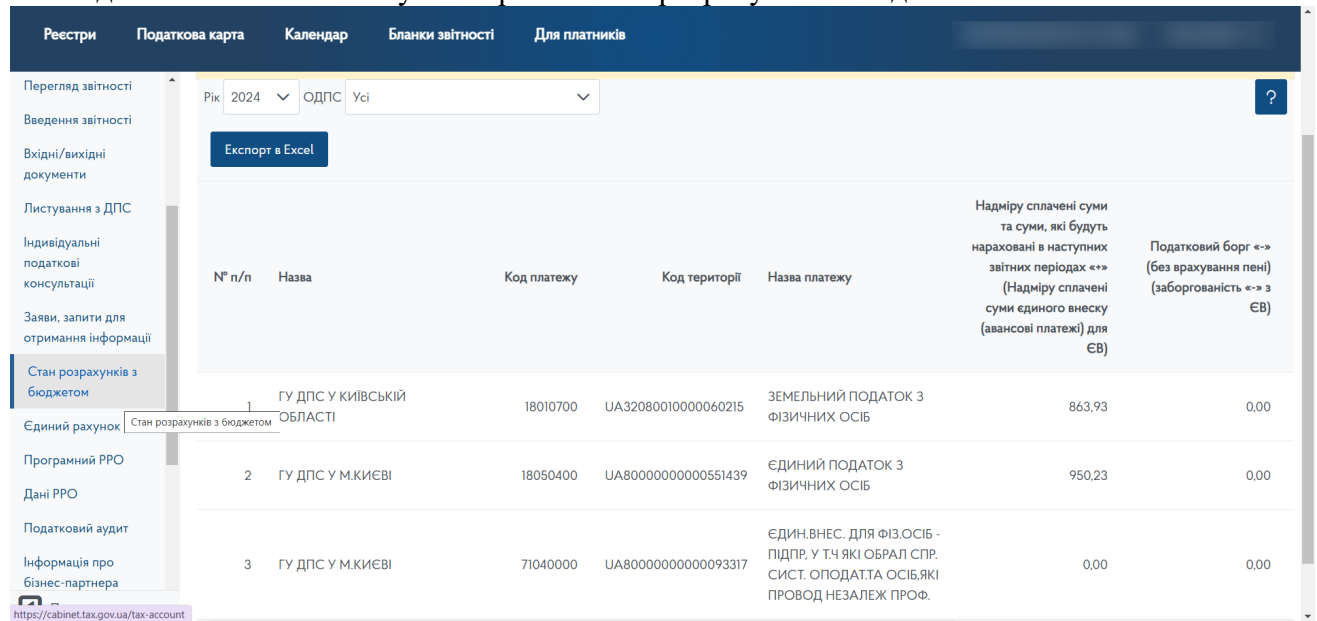 Реєстри Податкова карта Календар Бланки звітності Для платників
Перегляд звітності
Введення звітності
Вхідні/вихідні
документи
Листування з ДПС
Індивідуальні
податкові
консультації
Заяви, запити для
отримання інформації
Стан розрахунків з
бюджетом
Стан розрахунків з бюджетом
Єдиний рахунок
Програмний РРО
Дані РРО
Податковий аудит
Інформація про
бізнес-партнера
https://cabinet.tax.gov.ua/tax-account
Рік 2024 ОДПС Усі
?
Експорт в Excel
N° п/п
Назва
Код платежу
Код території
Назва платежу
Надміру сплачені суми
та суми, які будуть
нараховані в наступних
звітних періодах «+»
(Надміру сплачені
суми єдиного внеску
(авансові платежі) для
ЄВ)
Податковий борг «-»
(без врахування пені)
(заборгованість «-» з
ЄВ)
1
ГУ ДПС У КИЇВСЬКІЙ
ОБЛАСТІ
18010700
UA32080010000060215
ЗЕМЕЛЬНИЙ ПОДАТОК З
ФІЗИЧНИХ ОСІБ
863,93
0,00
2
ГУ ДПС У М.КИЄВІ
18050400
UA80000000000551439
ЄДИНИЙ ПОДАТОК З
ФІЗИЧНИХ ОСІБ
950,23
0,00
3
ГУ ДПС У М.КИЄВІ
71040000
UA80000000000093317
ЄДИН.ВНЕС. ДЛЯ ФІЗ.ОСІБ -
ПІДПР, У Т.Ч ЯКІ ОБРАЛ СПР.
СИСТ. ОПОДАТ.ТА ОСІБ,ЯКІ
ПРОВОД НЕЗАЛЕЖ ПРОФ.
0,00
0,00